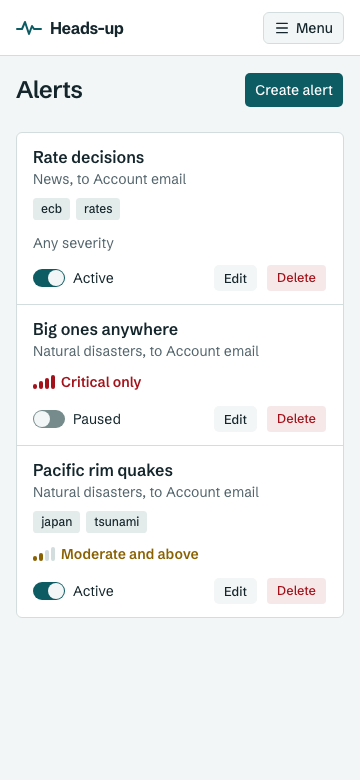 Heads-up
Menu
Alerts
Create alert
Rate decisions
News, to Account email
ecb rates
Any severity
Active Edit Delete
Big ones anywhere
Natural disasters, to Account email
Critical only
Paused Edit Delete
Pacific rim quakes
Natural disasters, to Account email
japan tsunami
Moderate and above
Active Edit Delete